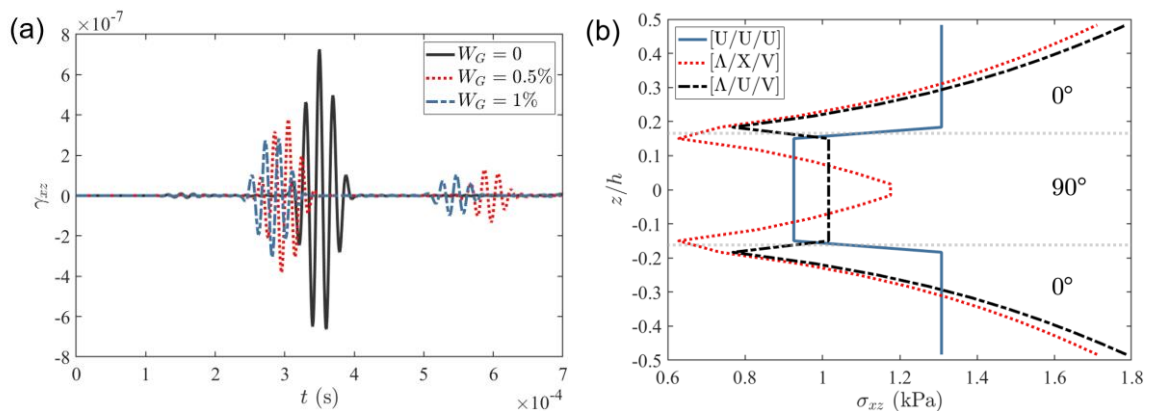 (a)
×10⁻⁷
8
6
4
2
0
-2
-4
-6
-8
γxz
W_G = 0
W_G = 0.5%
W_G = 1%
0 1 2 3 4 5 6 7
t (s)
×10⁻⁴
(b)
0.5
0.4
0.3
0.2
0.1
0
-0.1
-0.2
-0.3
-0.4
-0.5
z/h
[U/U/U]
[Λ/X/V]
[Λ/U/V]
0°
90°
0°
0.6 0.8 1 1.2 1.4 1.6 1.8
σxz (kPa)